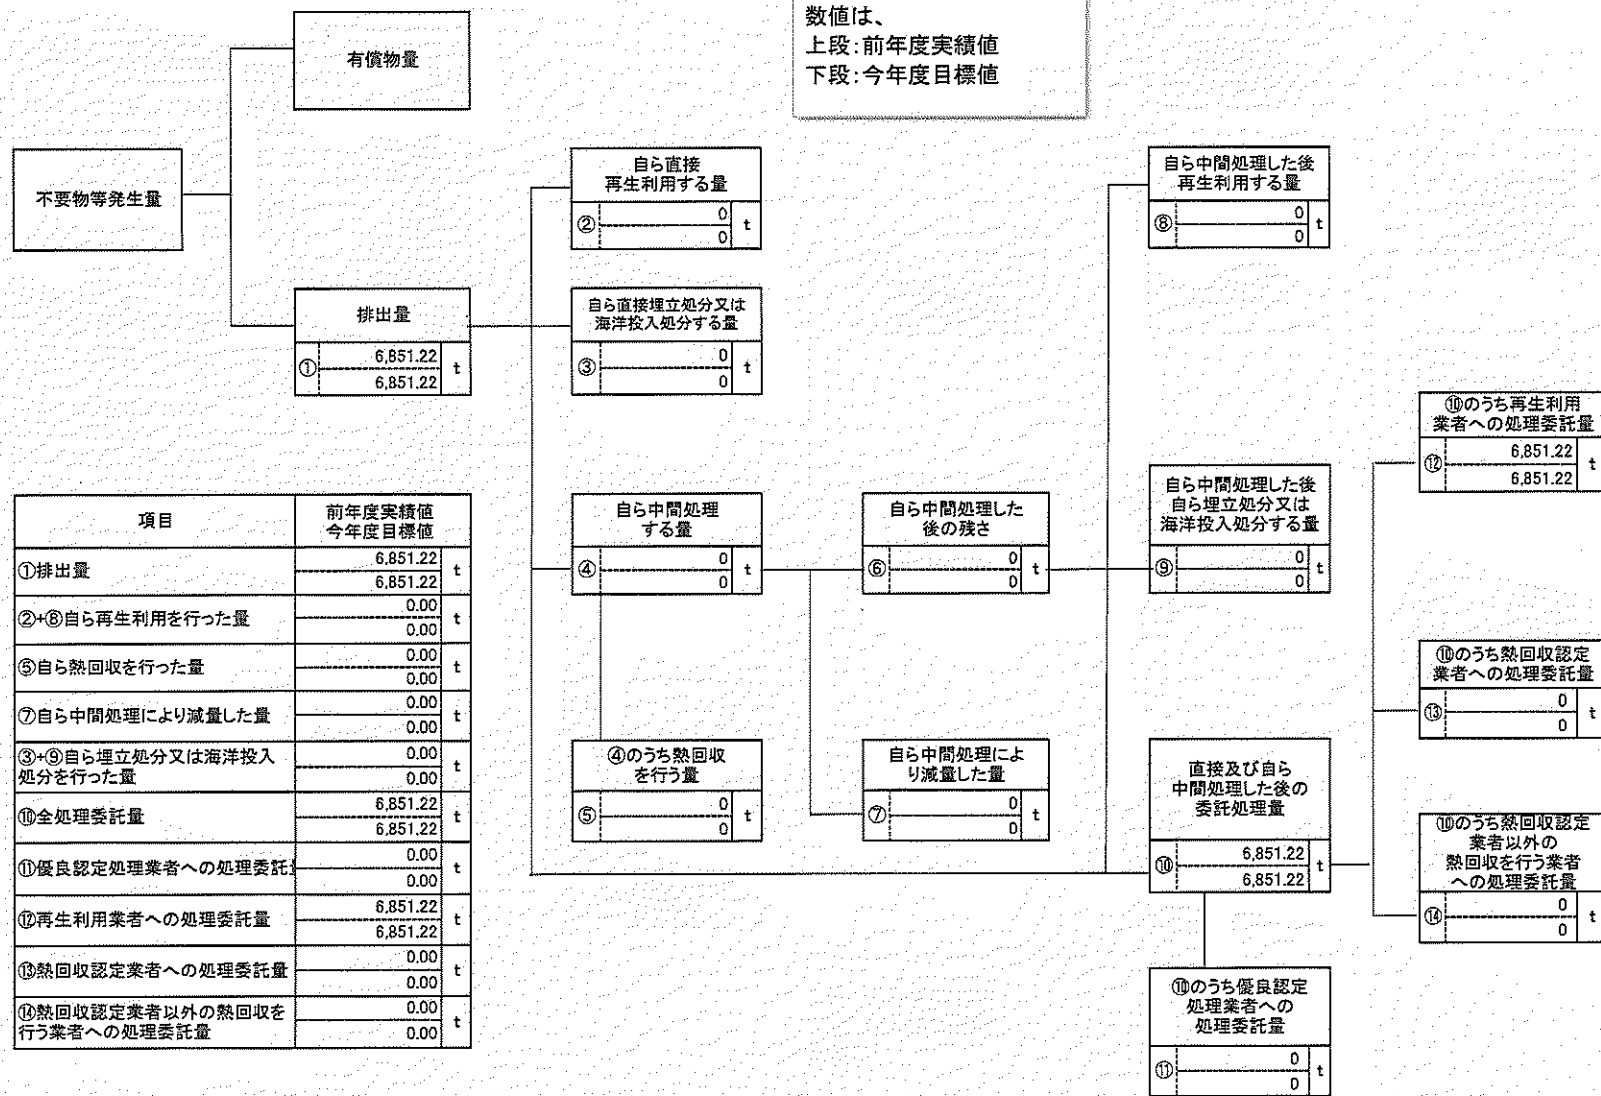 数値は、
上段:前年度実績値
下段:今年度目標値
有償物量
不要物等発生量
排出量
① 6,851.22 t
6,851.22
自ら直接
再生利用する量
② 0 t
0
自ら直接埋立処分又は
海洋投入処分する量
③ 0 t
0
自ら中間処理した後
再生利用する量
⑧ 0 t
0
自ら中間処理
する量
④ 0 t
0
自ら中間処理した
後の残さ
⑥ 0 t
0
自ら中間処理した後
自ら埋立処分又は
海洋投入処分する量
⑨ 0 t
0
④のうち熱回収
を行う量
⑤ 0 t
0
自ら中間処理によ
り減量した量
⑦ 0 t
0
直接及び自ら
中間処理した後の
委託処理量
⑩ 6,851.22 t
6,851.22
⑩のうち優良認定
処理業者への
処理委託量
⑪ 0 t
0
⑩のうち再生利用
業者への処理委託量
⑫ 6,851.22 t
6,851.22
⑩のうち熱回収認定
業者への処理委託量
⑬ 0 t
0
⑩のうち熱回収認定
業者以外の
熱回収を行う業者
への処理委託量
⑭ 0 t
0
項目 前年度実績値
今年度目標値
①排出量 6,851.22 t
6,851.22
②+⑧自ら再生利用を行った量 0.00 t
0.00
⑤自ら熱回収を行った量 0.00 t
0.00
⑦自ら中間処理により減量した量 0.00 t
0.00
③+⑨自ら埋立処分又は海洋投入
処分を行った量 0.00 t
0.00
⑩全処理委託量 6,851.22 t
6,851.22
⑪優良認定処理業者への処理委託 0.00 t
0.00
⑫再生利用業者への処理委託量 6,851.22 t
6,851.22
⑬熱回収認定業者への処理委託量 0.00 t
0.00
⑭熱回収認定業者以外の熱回収を
行う業者への処理委託量 0.00 t
0.00